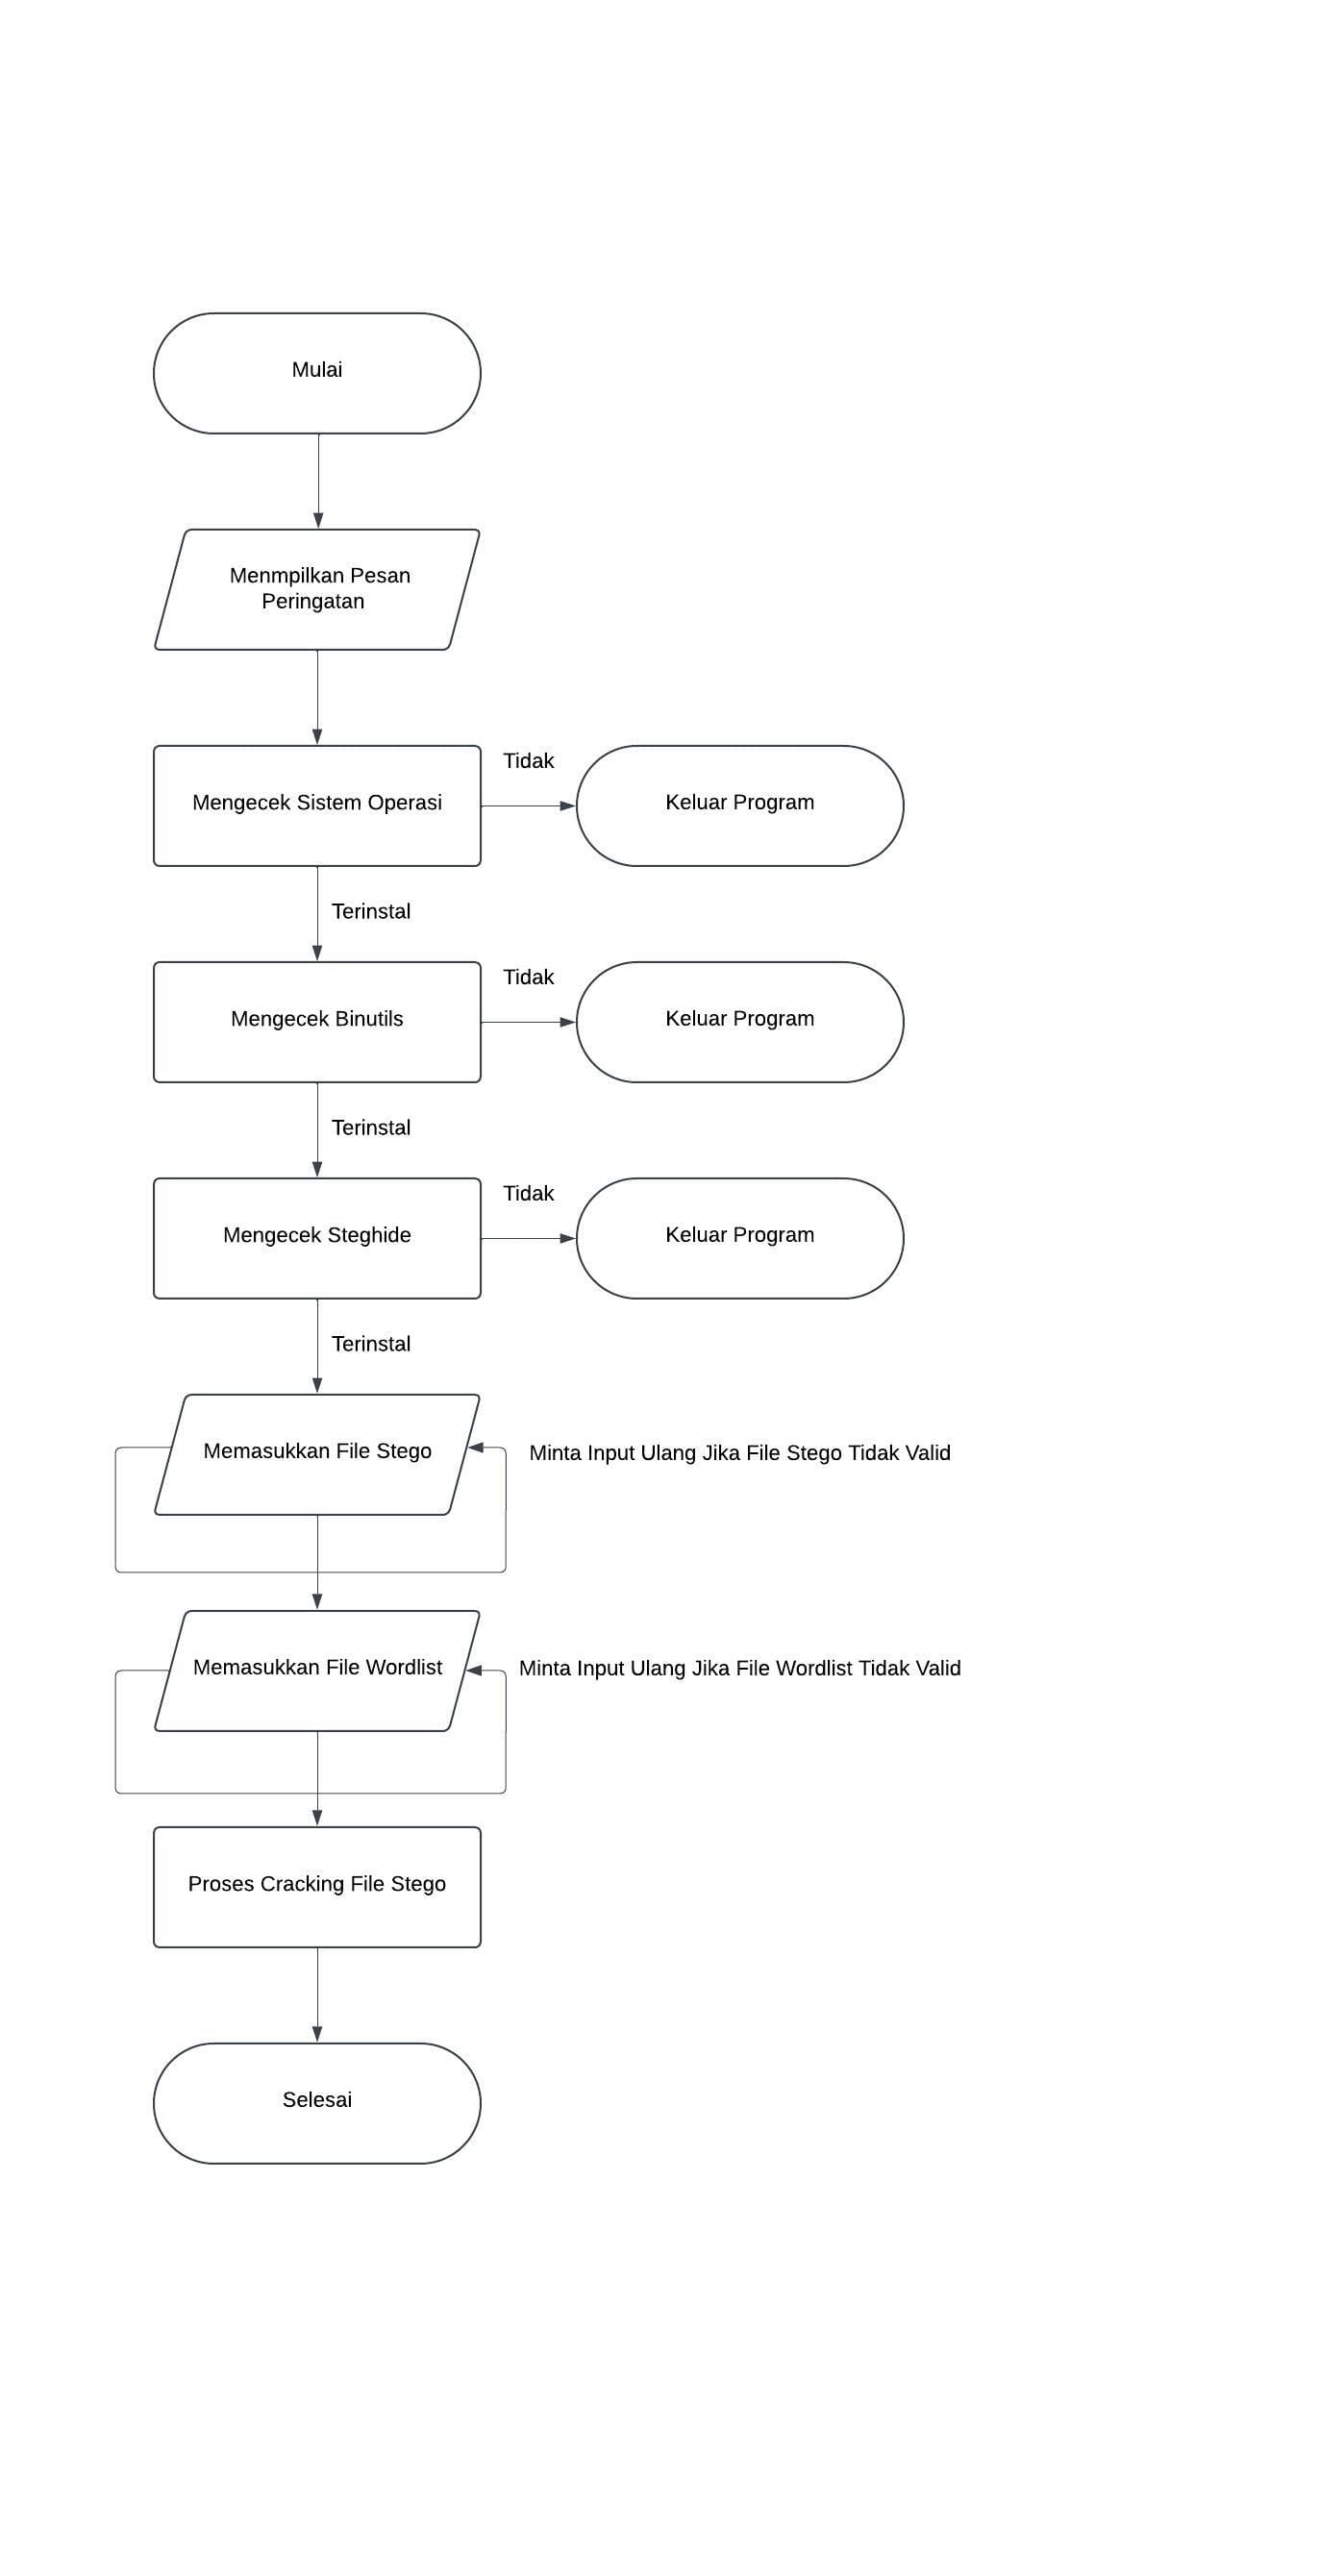 Mulai
Menmpilkan Pesan
Peringatan
Mengecek Sistem Operasi
Tidak
Keluar Program
Terinstal
Mengecek Binutils
Tidak
Keluar Program
Terinstal
Mengecek Steghide
Tidak
Keluar Program
Terinstal
Memasukkan File Stego
Minta Input Ulang Jika File Stego Tidak Valid
Memasukkan File Wordlist
Minta Input Ulang Jika File Wordlist Tidak Valid
Proses Cracking File Stego
Selesai